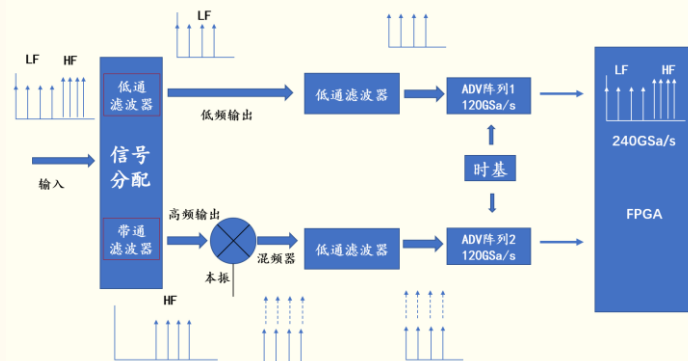 LF
HF
LF
LF
HF
低通
滤波器
低频输出
低通滤波器
ADV阵列1
120GSa/s
240GSa/s
输入
信号
分配
时基
FPGA
带通
滤波器
高频输出
本振
混频器
低通滤波器
ADV阵列2
120GSa/s
HF